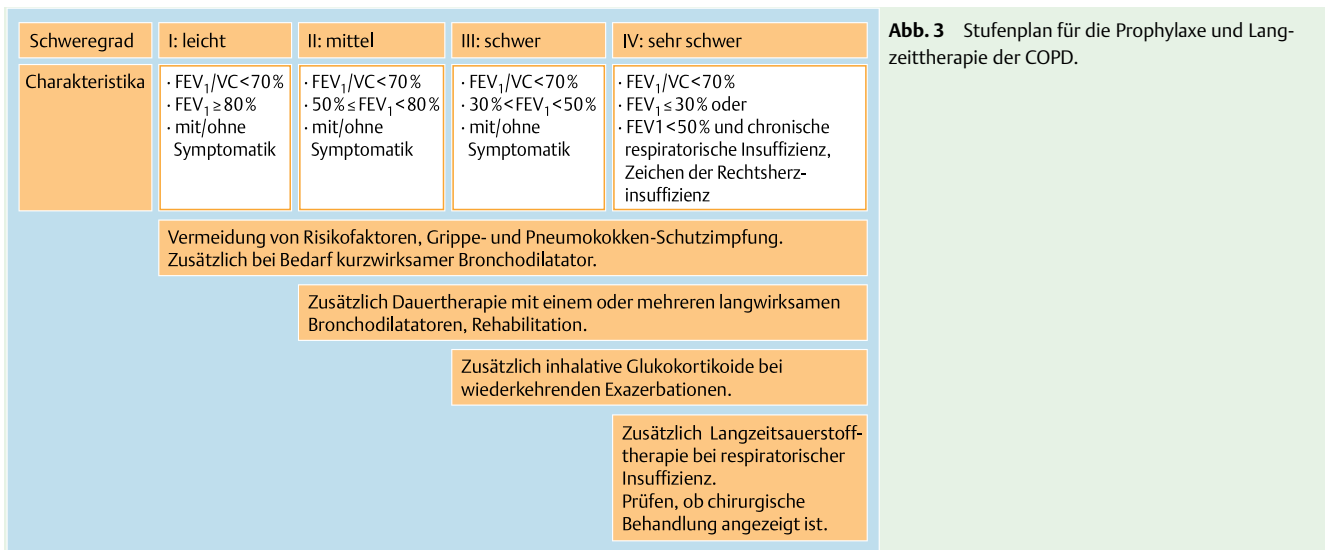 Schweregrad
I: leicht
II: mittel
III: schwer
IV: sehr schwer
Charakteristika
· FEV₁/VC<70%
· FEV₁≥80%
· mit/ohne
Symptomatik
· FEV₁/VC<70%
· 50%≤FEV₁<80%
· mit/ohne
Symptomatik
· FEV₁/VC<70%
· 30%<FEV₁<50%
· mit/ohne
Symptomatik
· FEV₁/VC<70%
· FEV₁≤30% oder
· FEV1<50% und chronische
respiratorische Insuffizienz,
Zeichen der Rechtsherz-
insuffizienz
Vermeidung von Risikofaktoren, Grippe- und Pneumokokken-Schutzimpfung.
Zusätzlich bei Bedarf kurzwirksamer Bronchodilatator.
Zusätzlich Dauertherapie mit einem oder mehreren langwirksamen
Bronchodilatatoren, Rehabilitation.
Zusätzlich inhalative Glukokortikoide bei
wiederkehrenden Exazerbationen.
Zusätzlich Langzeitsauerstoff-
therapie bei respiratorischer
Insuffizienz.
Prüfen, ob chirurgische
Behandlung angezeigt ist.
Abb. 3 Stufenplan für die Prophylaxe und Lang-
zeittherapie der COPD.